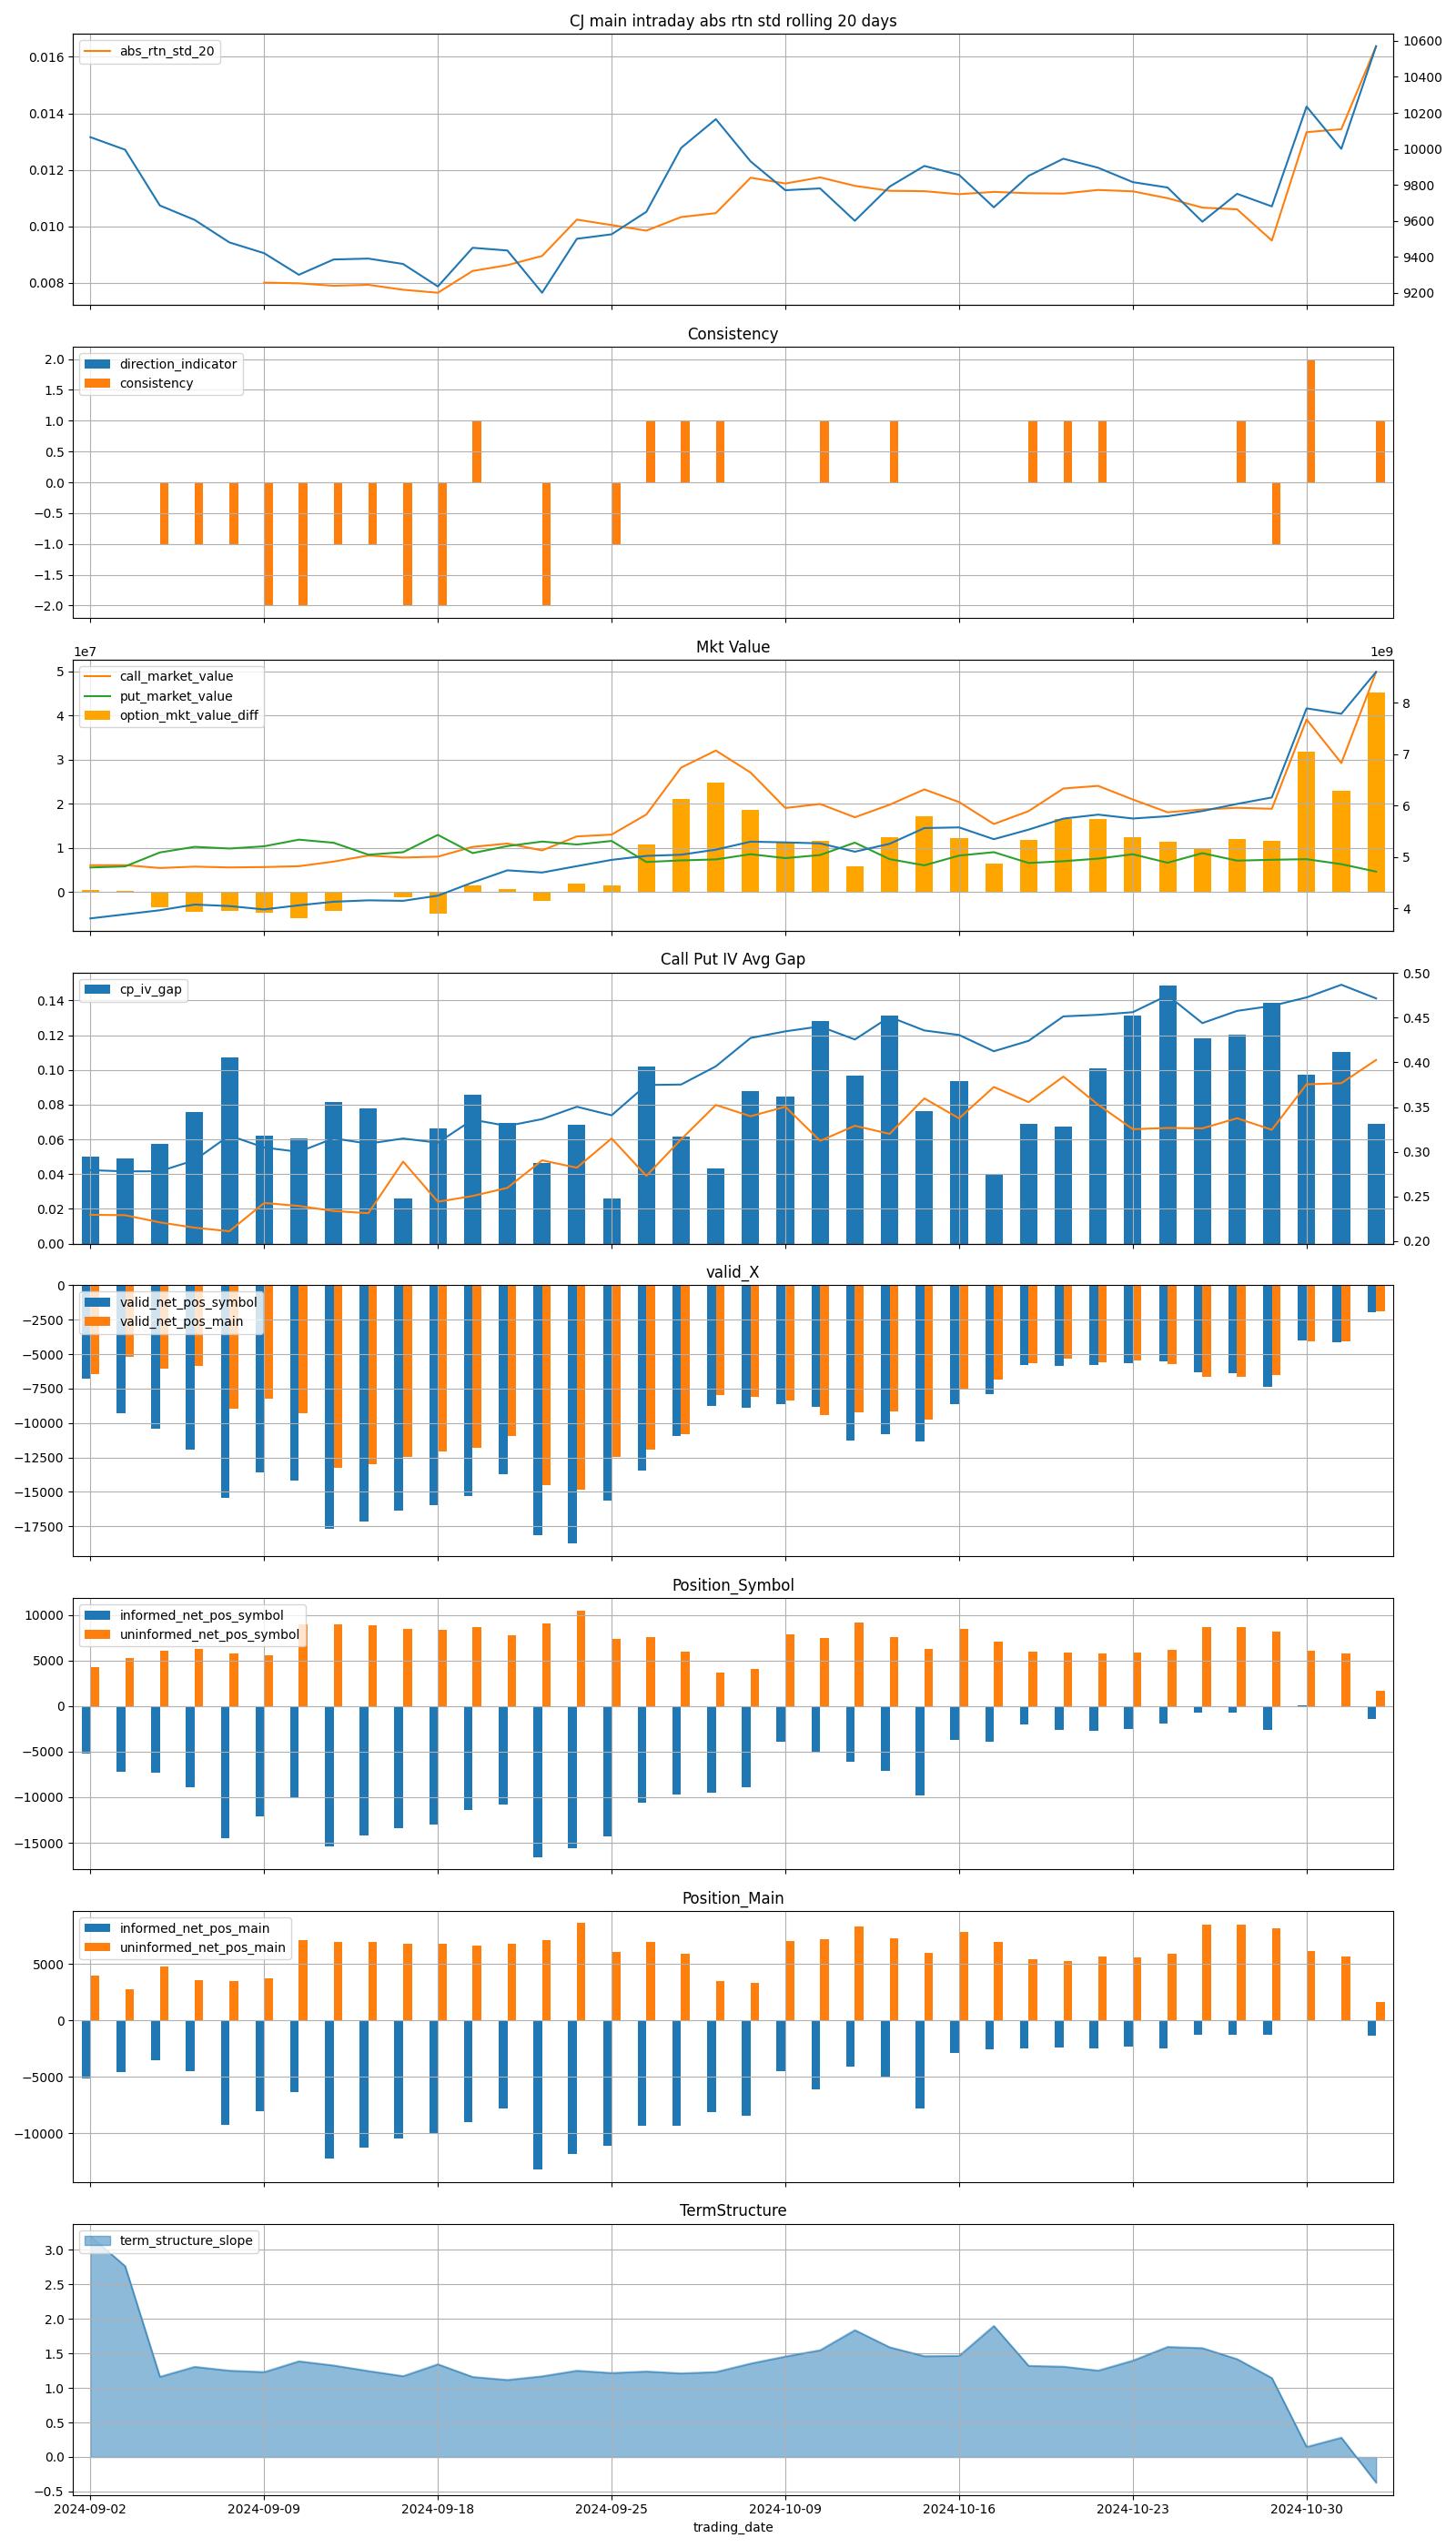 CJ main intraday abs rtn std rolling 20 days
abs_rtn_std_20
0.016
0.014
0.012
0.010
0.008
10600
10400
10200
10000
9800
9600
9400
9200
Consistency
direction_indicator
consistency
2.0
1.5
1.0
0.5
0.0
−0.5
−1.0
−1.5
−2.0
Mkt Value
1e7
1e9
call_market_value
put_market_value
option_mkt_value_diff
5
4
3
2
1
0
8
7
6
5
4
Call Put IV Avg Gap
cp_iv_gap
0.14
0.12
0.10
0.08
0.06
0.04
0.02
0.00
0.50
0.45
0.40
0.35
0.30
0.25
0.20
valid_X
valid_net_pos_symbol
valid_net_pos_main
0
−2500
−5000
−7500
−10000
−12500
−15000
−17500
Position_Symbol
informed_net_pos_symbol
uninformed_net_pos_symbol
10000
5000
0
−5000
−10000
−15000
Position_Main
informed_net_pos_main
uninformed_net_pos_main
5000
0
−5000
−10000
TermStructure
term_structure_slope
3.0
2.5
2.0
1.5
1.0
0.5
0.0
−0.5
2024-09-02 2024-09-09 2024-09-18 2024-09-25 2024-10-09 2024-10-16 2024-10-23 2024-10-30
trading_date